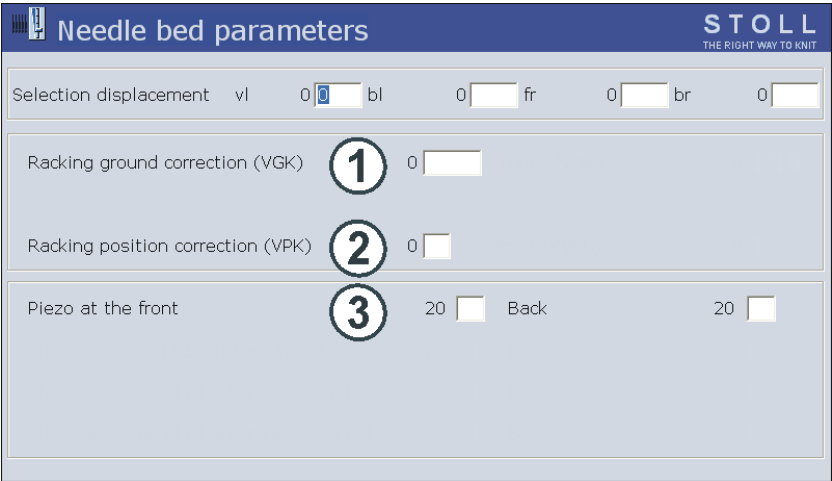 Needle bed parameters
STOLL
THE RIGHT WAY TO KNIT
Selection displacement vl 0 0 bl 0 fr 0 br 0
Racking ground correction (VGK) 1 0
Racking position correction (VPK) 2 0
Piezo at the front 3 20 Back 20